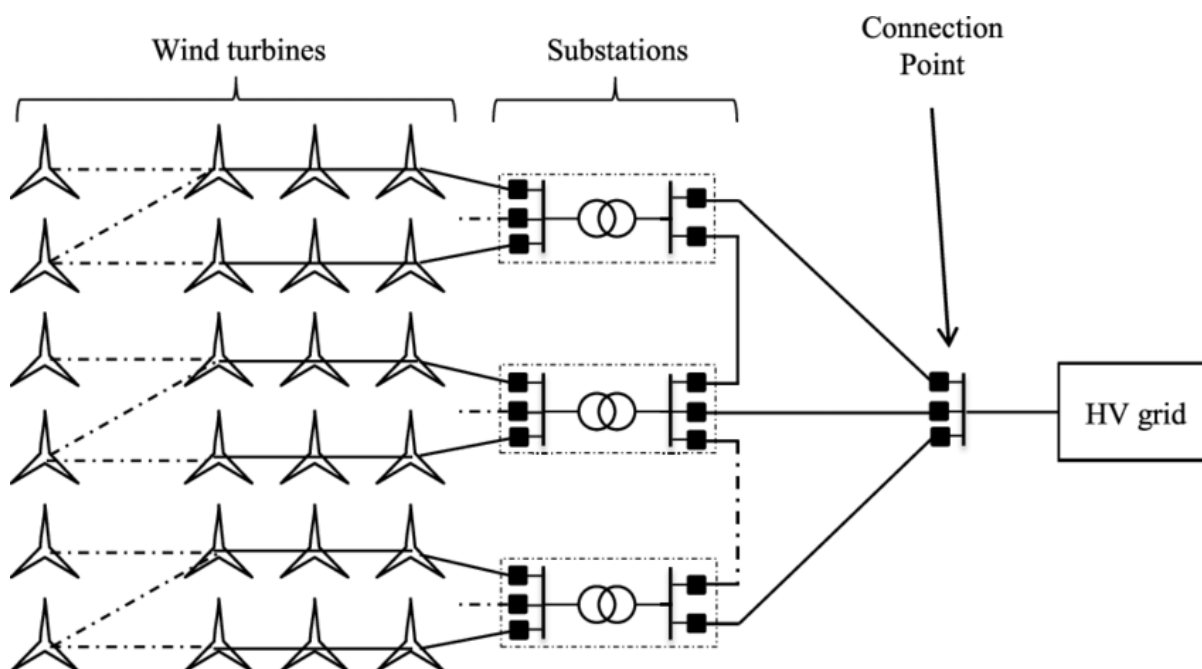 Wind turbines
Substations
Connection
Point
HV grid